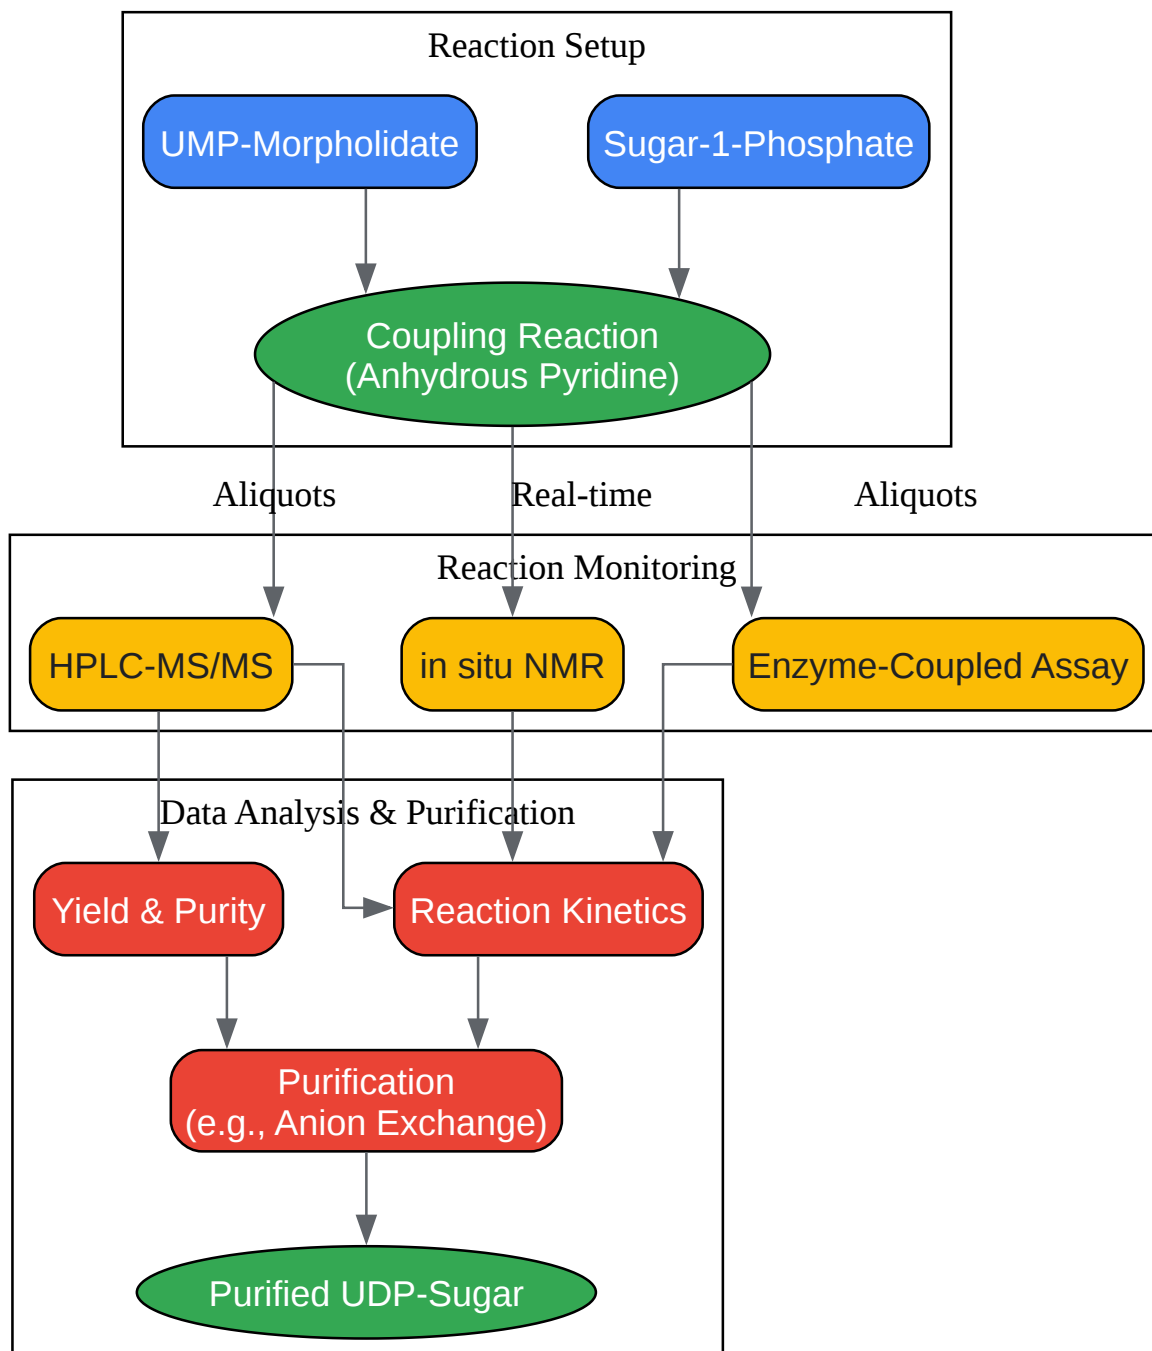 Reaction Setup
UMP-Morpholidate
Sugar-1-Phosphate
Coupling Reaction
(Anhydrous Pyridine)
Aliquots
Real-time
Aliquots
Reaction Monitoring
HPLC-MS/MS
in situ NMR
Enzyme-Coupled Assay
Data Analysis & Purification
Yield & Purity
Reaction Kinetics
Purification
(e.g., Anion Exchange)
Purified UDP-Sugar